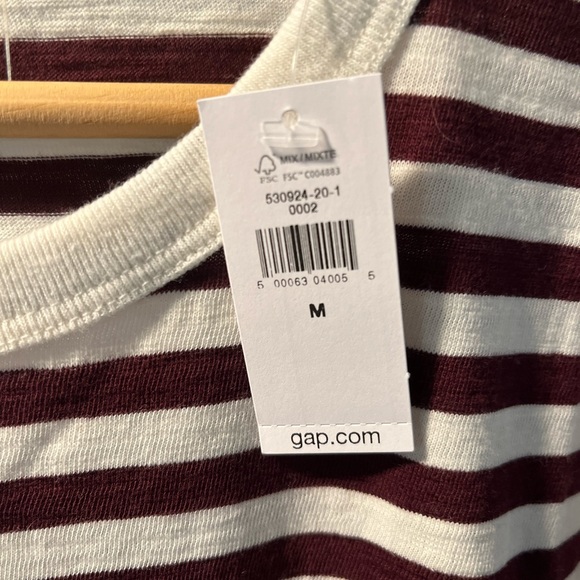 MIX/MIXTE
FSC FSC™ C004883
530924-20-1
0002
5 00063 04005 5
M
gap.com